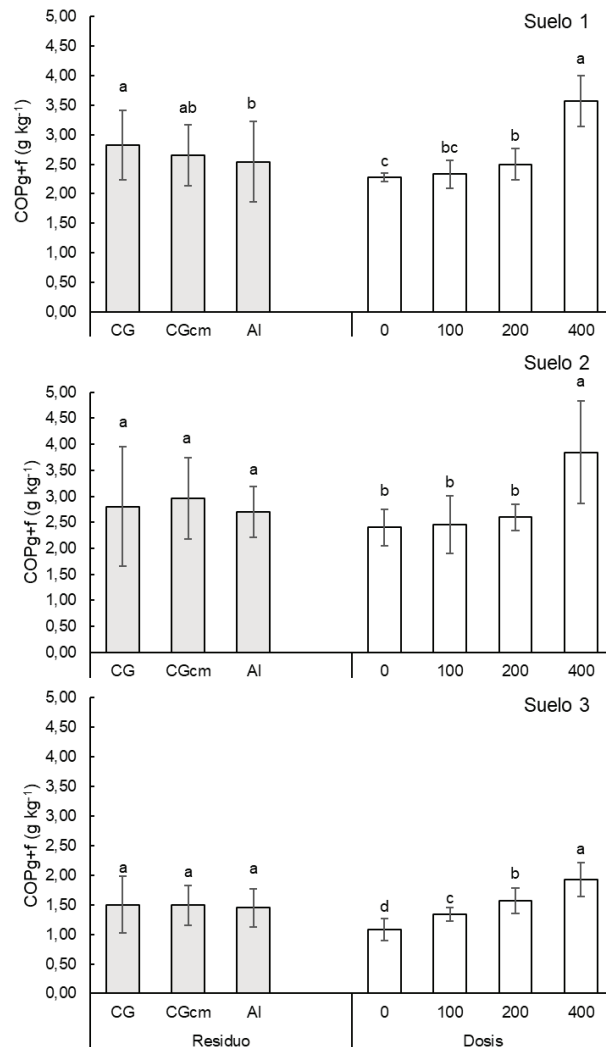 Suelo 1
COPg+f (g kg⁻¹)
5,00
4,50
4,00
3,50
3,00
2,50
2,00
1,50
1,00
0,50
0,00
a ab b c bc b a
CG CGcm AI 0 100 200 400
Suelo 2
COPg+f (g kg⁻¹)
5,00
4,50
4,00
3,50
3,00
2,50
2,00
1,50
1,00
0,50
0,00
a a a b b b a
CG CGcm AI 0 100 200 400
Suelo 3
COPg+f (g kg⁻¹)
5,00
4,50
4,00
3,50
3,00
2,50
2,00
1,50
1,00
0,50
0,00
a a a d c b a
CG CGcm AI 0 100 200 400
Residuo Dosis